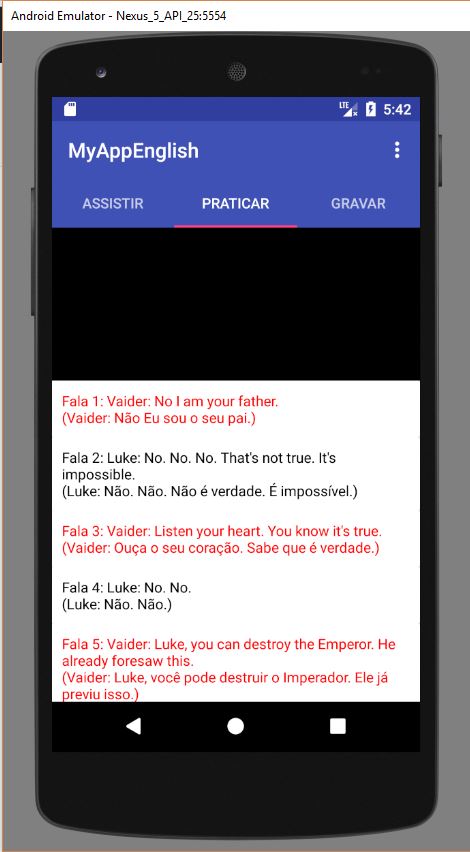 Android Emulator - Nexus_5_API_25:5554
LTE 5:42
MyAppEnglish
ASSISTIR PRATICAR GRAVAR
Fala 1: Vaider: No I am your father.
(Vaider: Não Eu sou o seu pai.)
Fala 2: Luke: No. No. No. That's not true. It's
impossible.
(Luke: Não. Não. Não é verdade. É impossível.)
Fala 3: Vaider: Listen your heart. You know it's true.
(Vaider: Ouça o seu coração. Sabe que é verdade.)
Fala 4: Luke: No. No.
(Luke: Não. Não.)
Fala 5: Vaider: Luke, you can destroy the Emperor. He
already foresaw this.
(Vaider: Luke, você pode destruir o Imperador. Ele já
previu isso.)